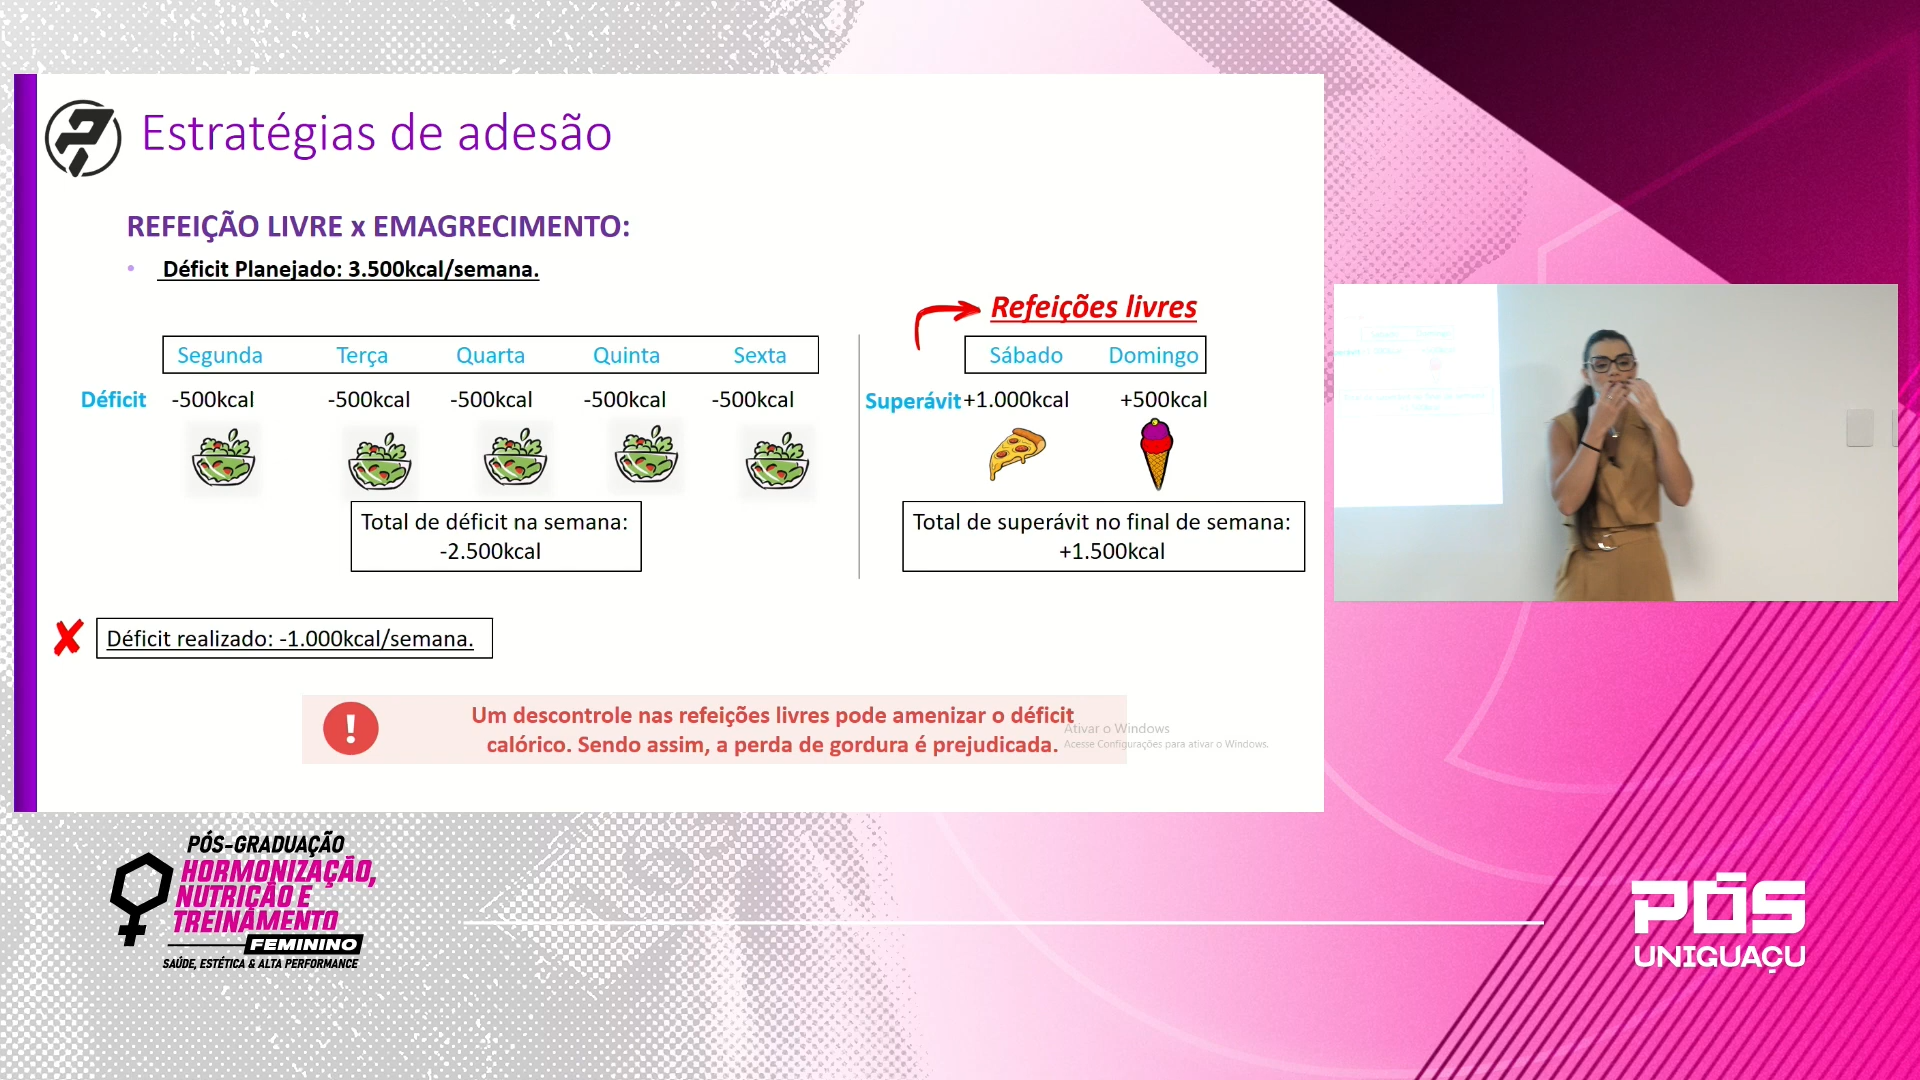 Estratégias de adesão
REFEIÇÃO LIVRE x EMAGRECIMENTO:
• Déficit Planejado: 3.500kcal/semana.
Refeições livres
Segunda Terça Quarta Quinta Sexta
Sábado Domingo
Déficit -500kcal -500kcal -500kcal -500kcal -500kcal
Superávit +1.000kcal +500kcal
Total de déficit na semana:
-2.500kcal
Total de superávit no final de semana:
+1.500kcal
Déficit realizado: -1.000kcal/semana.
Um descontrole nas refeições livres pode amenizar o déficit
calórico. Sendo assim, a perda de gordura é prejudicada.
Ativar o Windows
Acesse Configurações para ativar o Windows.
PÓS-GRADUAÇÃO
HORMONIZAÇÃO,
NUTRIÇÃO E
TREINAMENTO
FEMININO
SAÚDE, ESTÉTICA & ALTA PERFORMANCE
PÓS
UNIGUAÇU